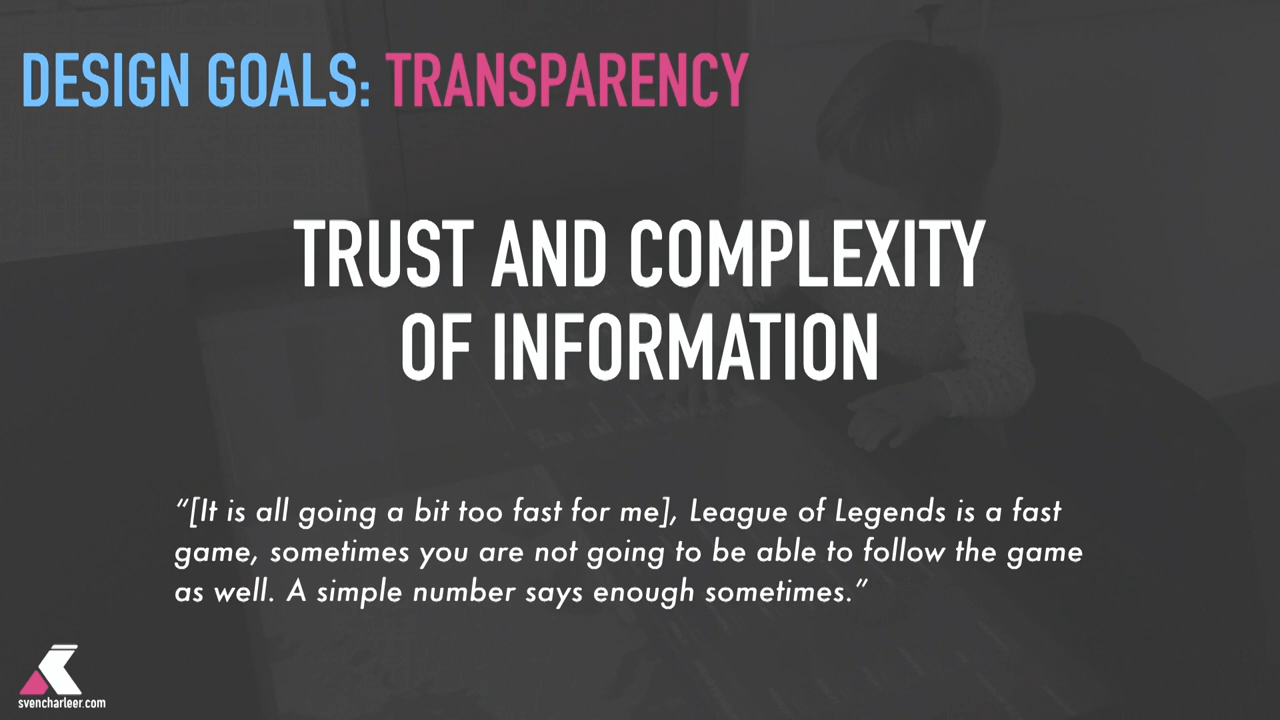 DESIGN GOALS: TRANSPARENCY
TRUST AND COMPLEXITY
OF INFORMATION
“[It is all going a bit too fast for me], League of Legends is a fast
game, sometimes you are not going to be able to follow the game
as well. A simple number says enough sometimes.”
svencharleer.com